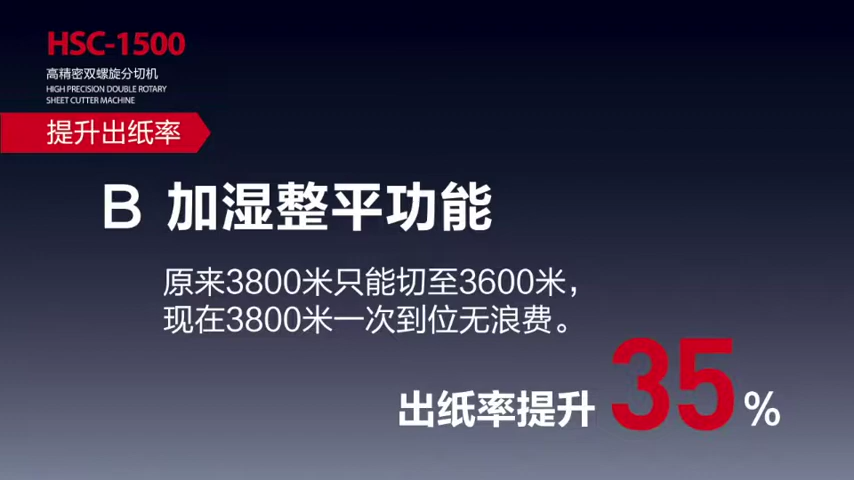 HSC-1500
高精密双螺旋分切机
HIGH PRECISION DOUBLE ROTARY
SHEET CUTTER MACHINE
提升出纸率
B 加湿整平功能
原来3800米只能切至3600米，
现在3800米一次到位无浪费。
出纸率提升35%